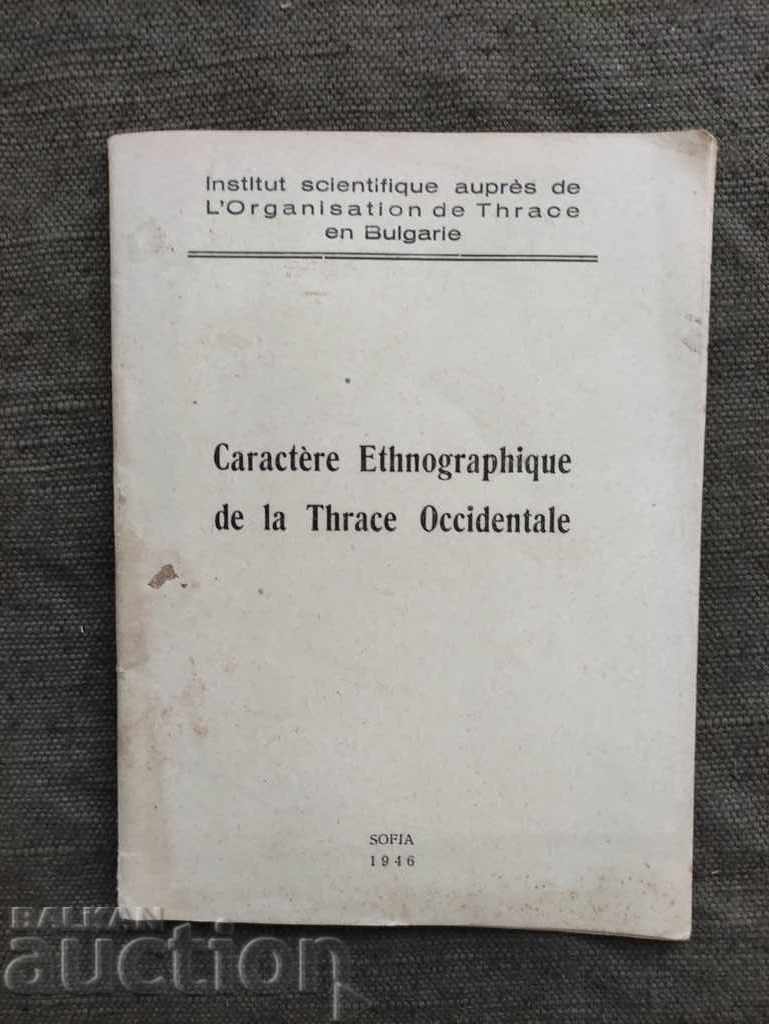 Institut scientifique auprès de
L'Organisation de Thrace
en Bulgarie
Caractère Ethnographique
de la Thrace Occidentale
SOFIA
1946
BALKAN
auction